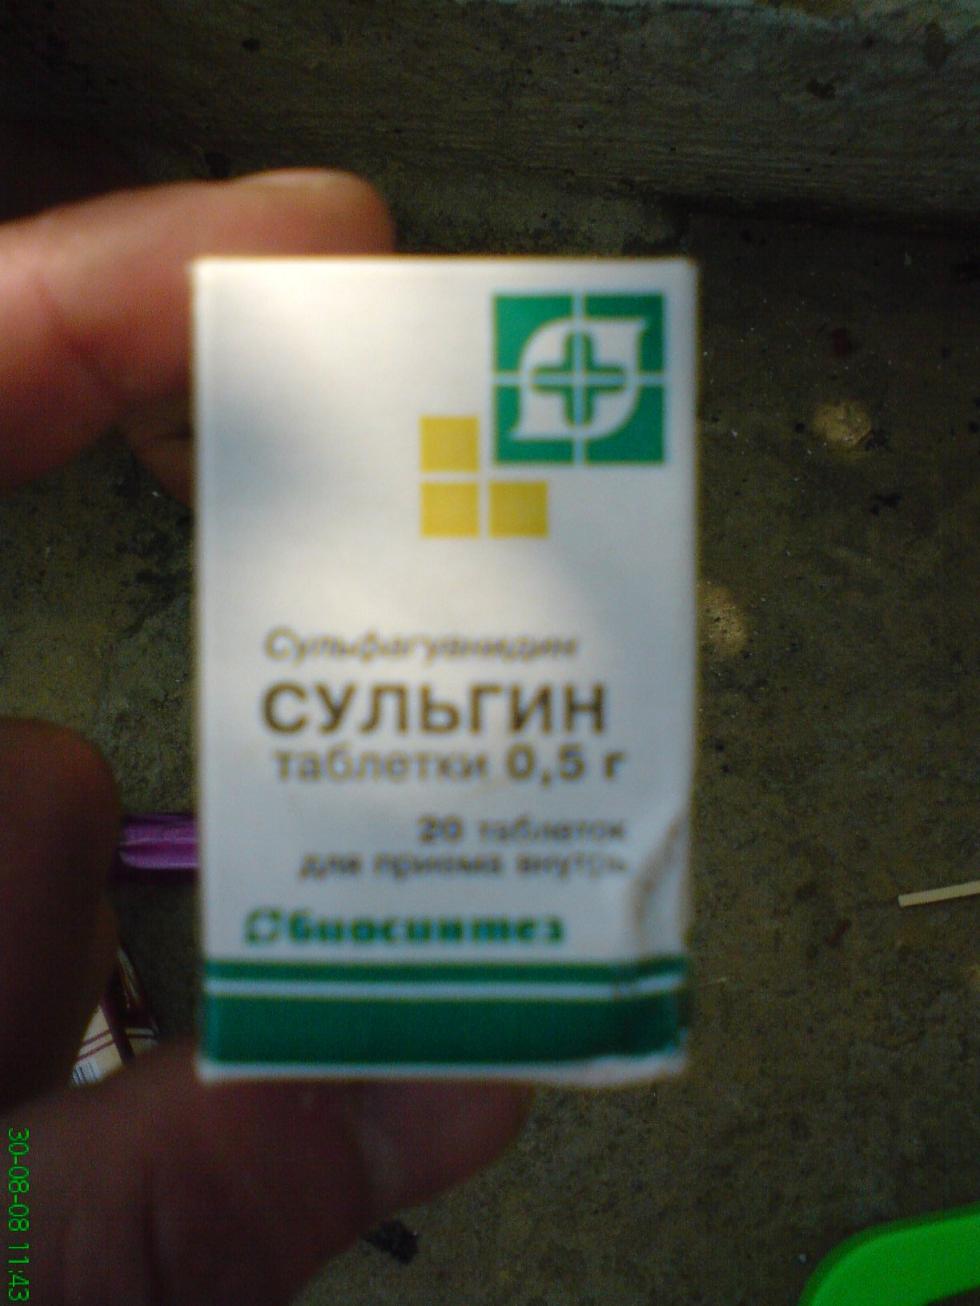 Сульфагуанидин
СУЛЬГИН
таблетки 0,5 г
20 таблеток
для приема внутрь
биосинтез
30-08-08 11:43